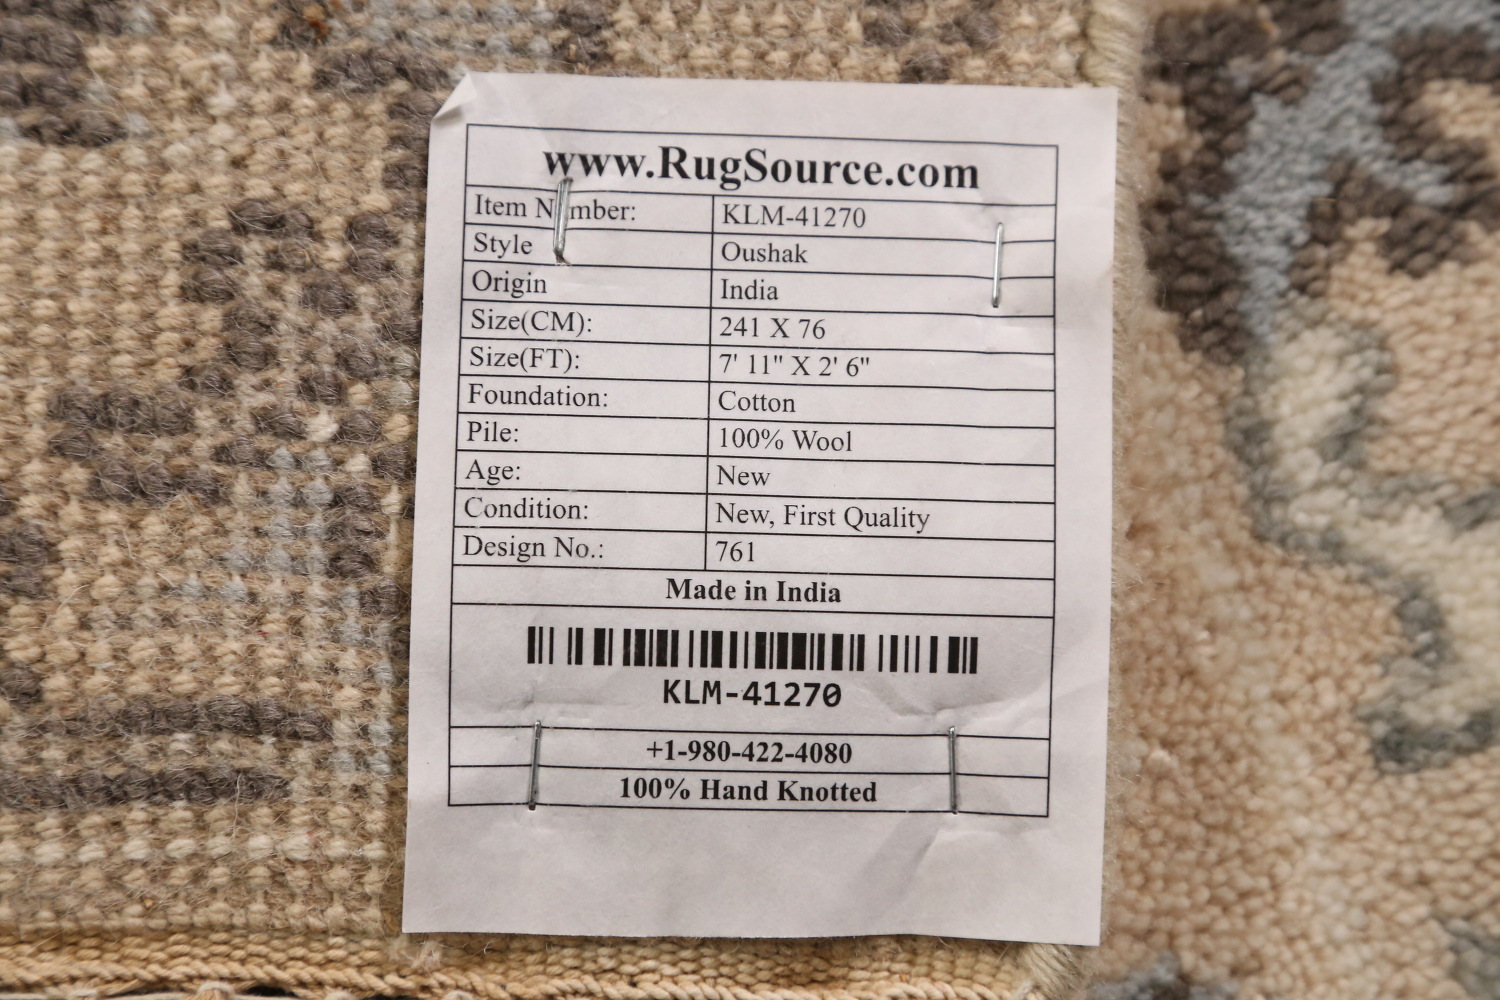 www.RugSource.com
Item Number: KLM-41270
Style Oushak
Origin India
Size(CM): 241 X 76
Size(FT): 7' 11" X 2' 6"
Foundation: Cotton
Pile: 100% Wool
Age: New
Condition: New, First Quality
Design No.: 761
Made in India
KLM-41270
+1-980-422-4080
100% Hand Knotted